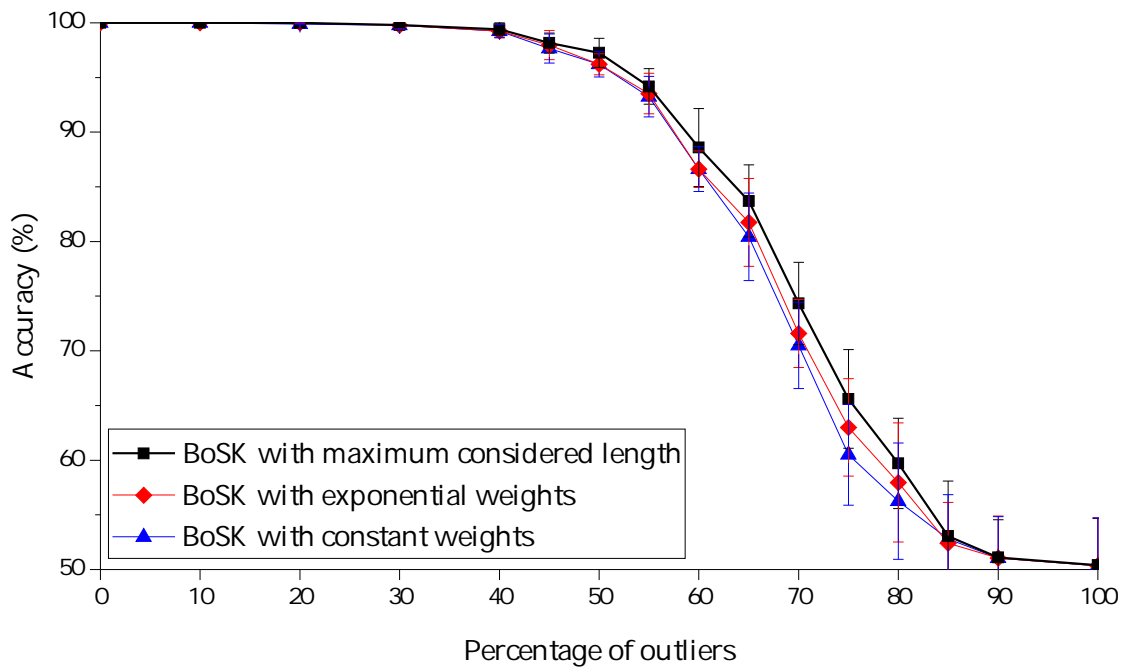 100
90
80
70
60
50
Accuracy (%)
BoSK with maximum considered length
BoSK with exponential weights
BoSK with constant weights
0 10 20 30 40 50 60 70 80 90 100
Percentage of outliers